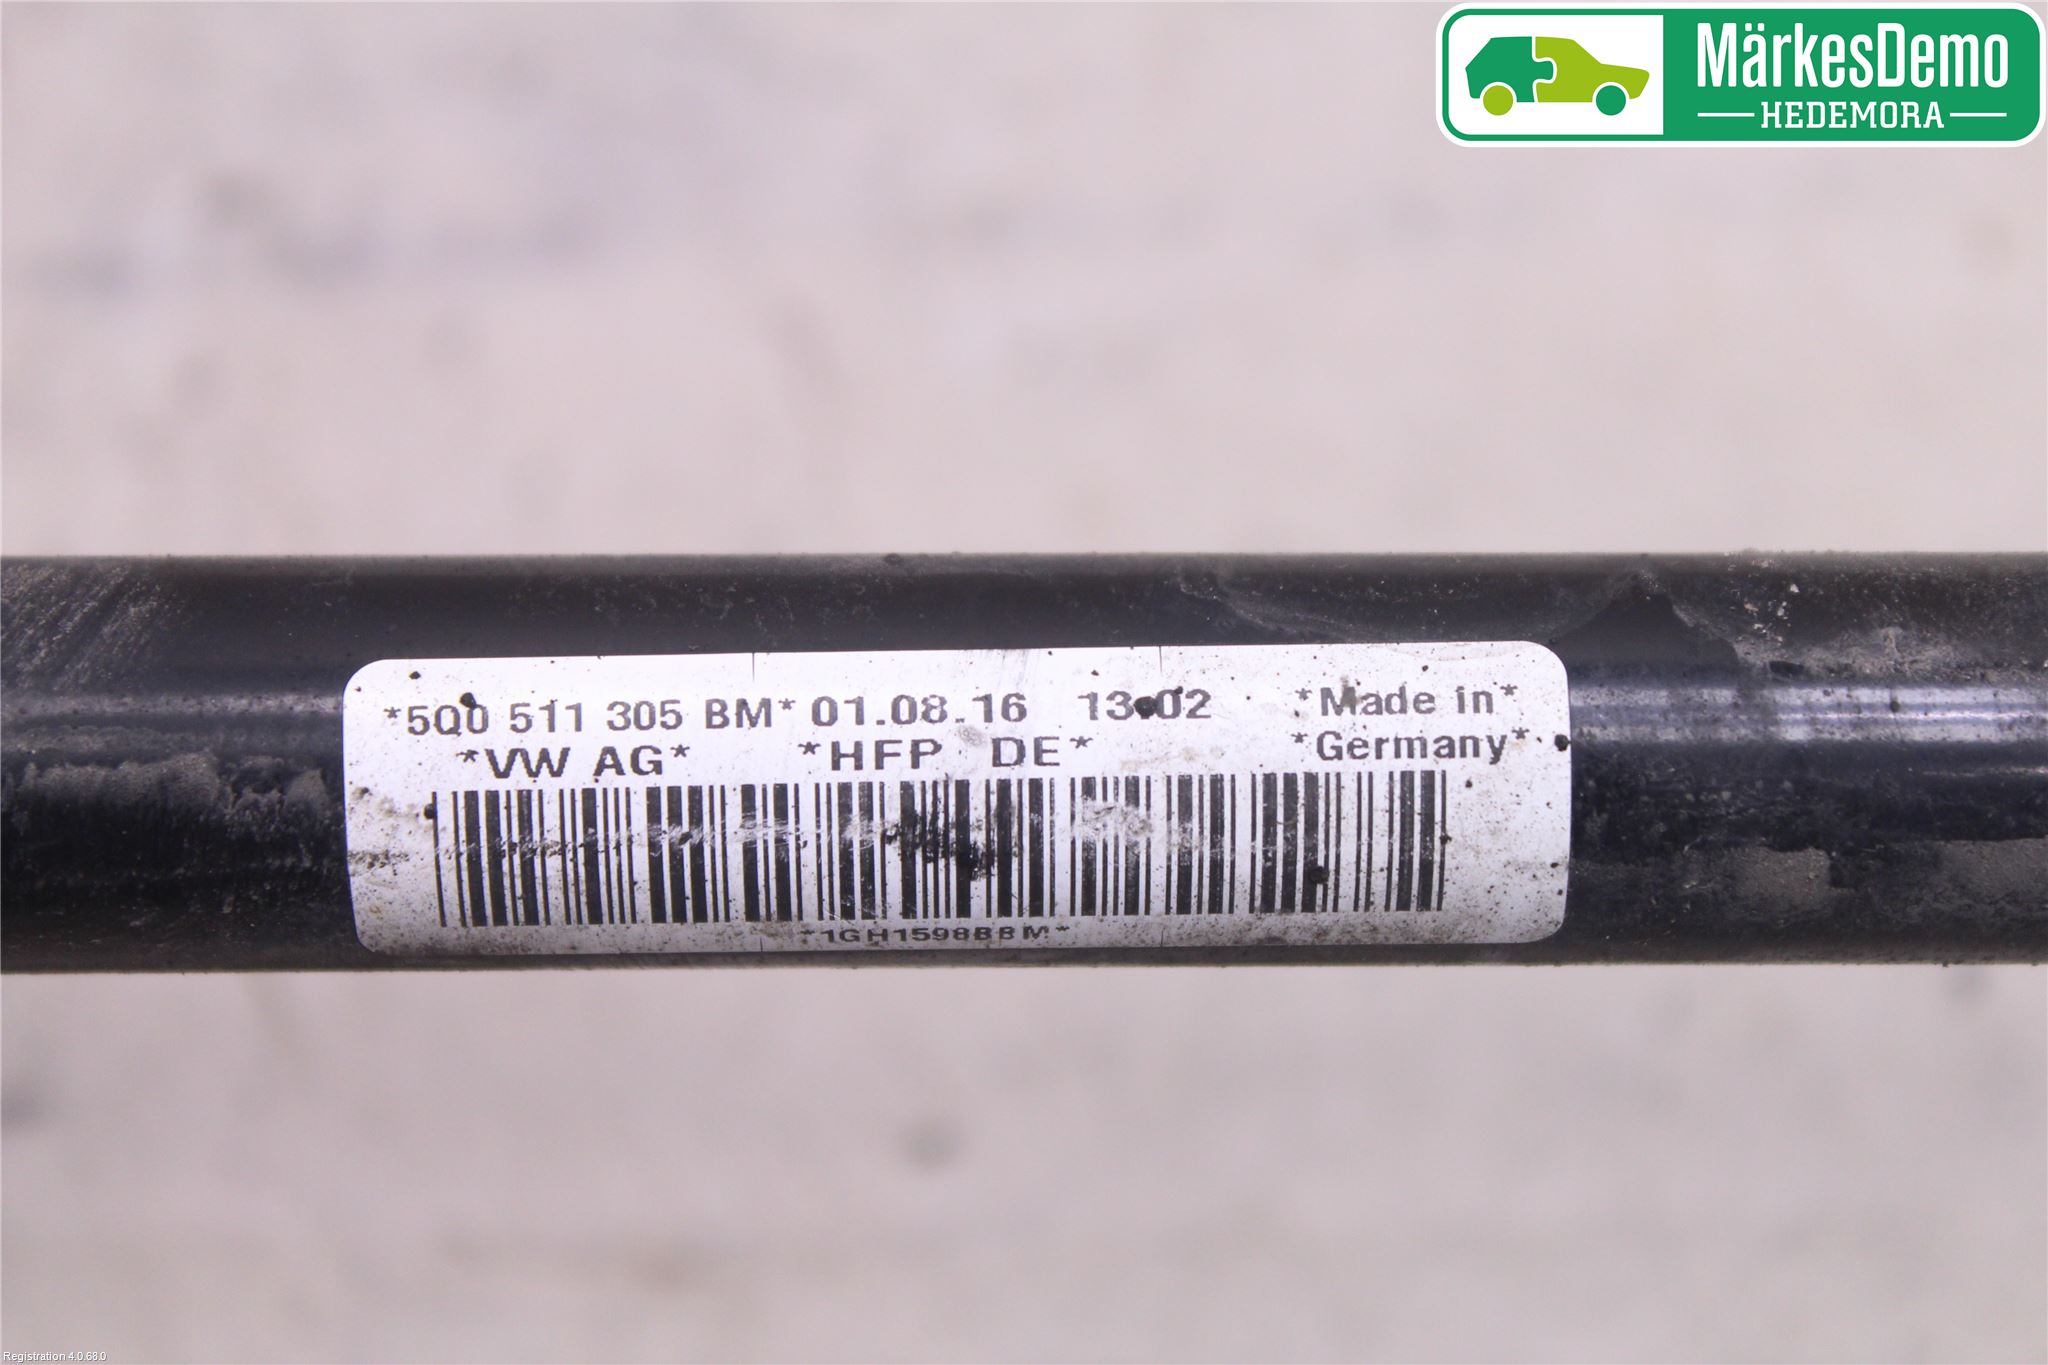 MärkesDemo
HEDEMORA
*5Q0 511 305 BM* 01.08.16 13:02 *Made in*
*VW AG* *HFP DE* *Germany*
*1GH1598BBM*
Registration 4.0.68.0